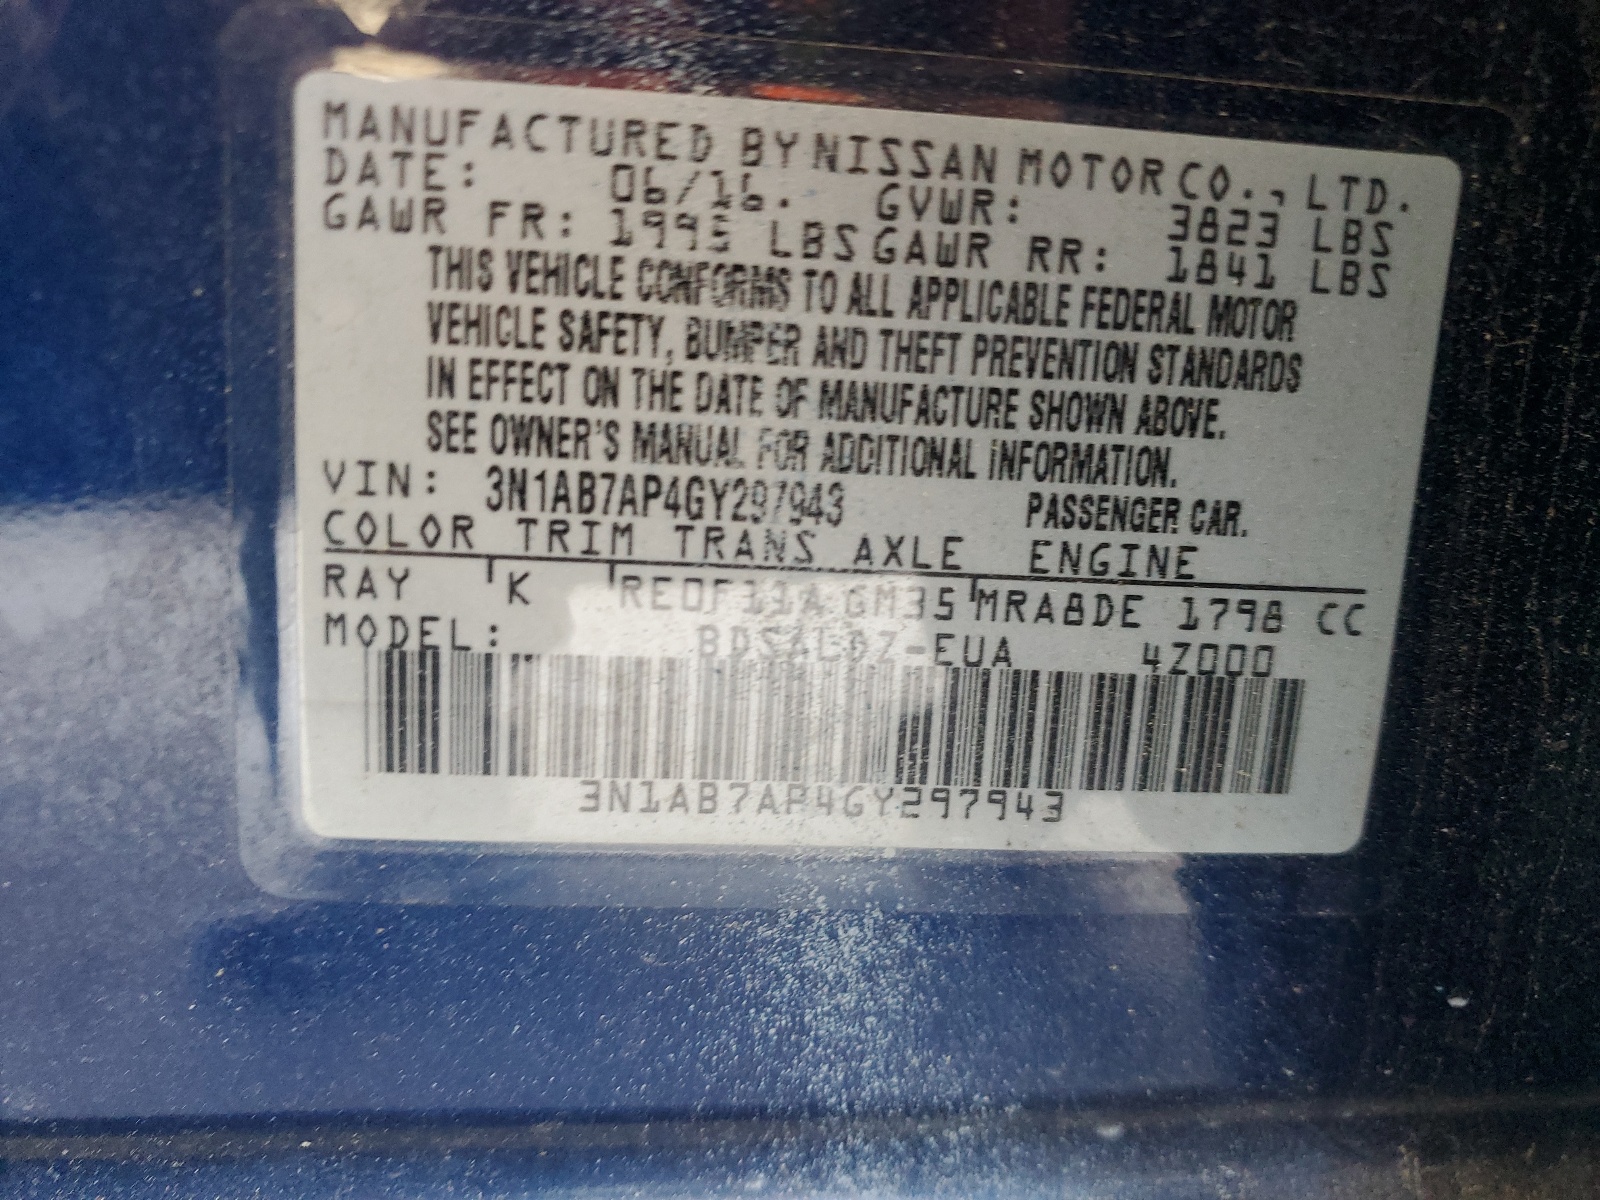 MANUFACTURED BY NISSAN MOTOR CO., LTD.
DATE: 06/16. GVWR: 3823 LBS
GAWR FR: 1995 LBS GAWR RR: 1841 LBS
THIS VEHICLE CONFORMS TO ALL APPLICABLE FEDERAL MOTOR
VEHICLE SAFETY, BUMPER AND THEFT PREVENTION STANDARDS
IN EFFECT ON THE DATE OF MANUFACTURE SHOWN ABOVE.
SEE OWNER'S MANUAL FOR ADDITIONAL INFORMATION.
VIN: 3N1AB7AP4GY297943 PASSENGER CAR.
COLOR TRIM TRANS AXLE ENGINE
RAY K RE0F11A GM35 MRA8DE 1798 CC
MODEL: 4Z000
3N1AB7AP4GY297943